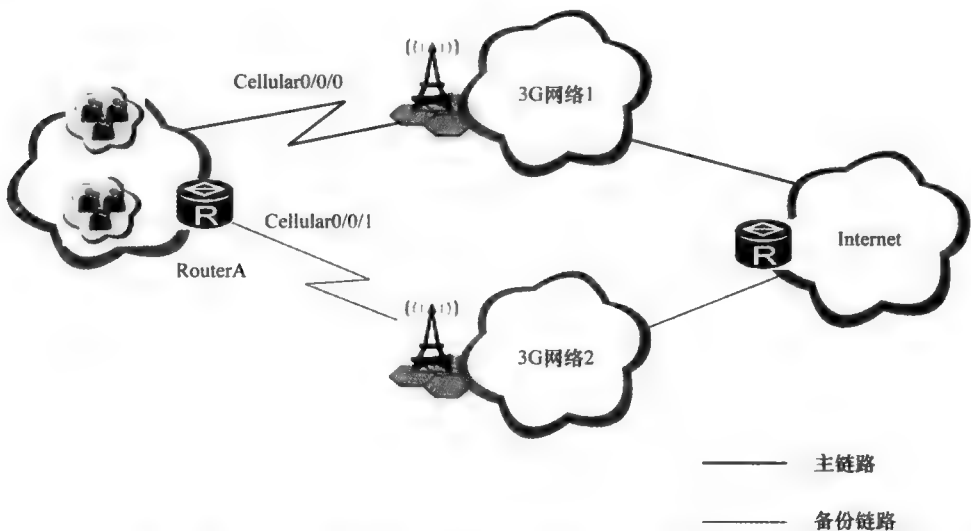 Cellular0/0/0
3G网络1
R
Cellular0/0/1
RouterA
R
Internet
3G网络2
主链路
备份链路